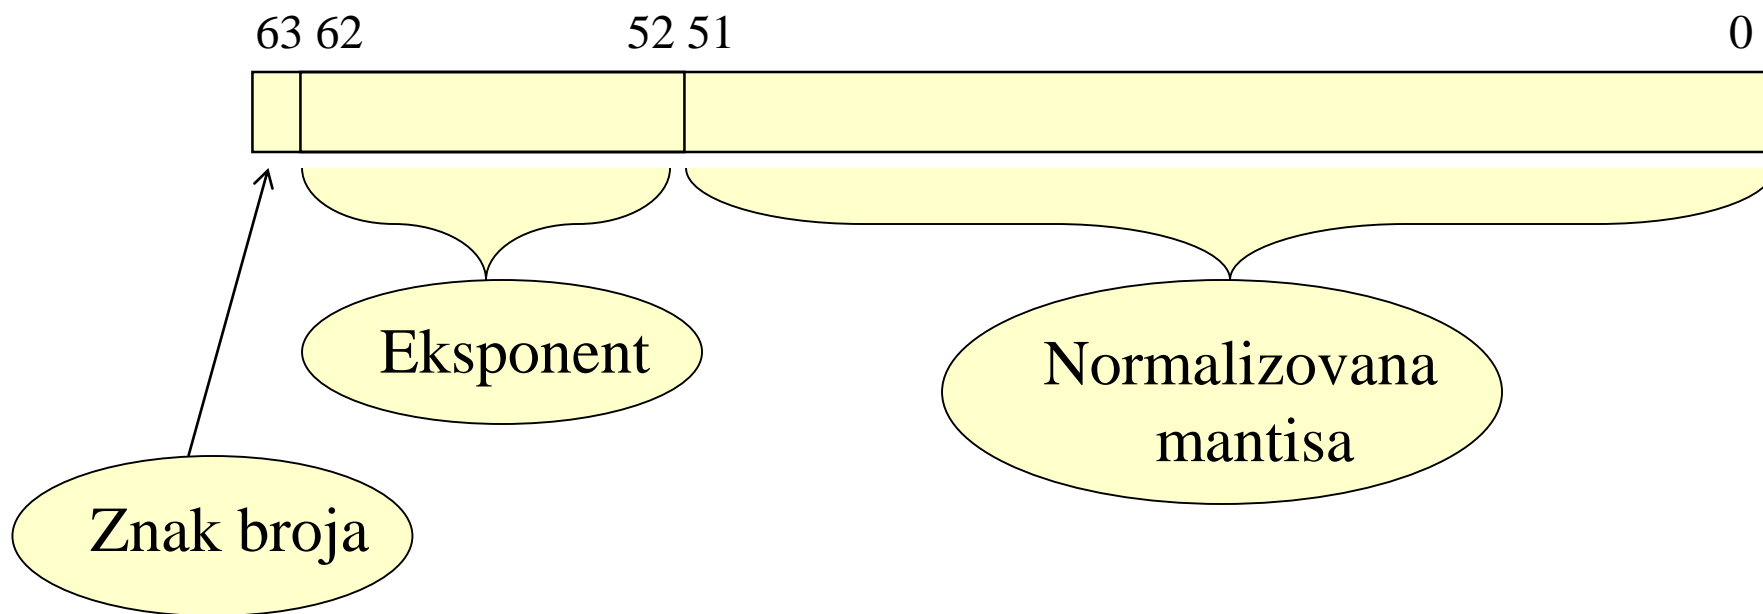 63 62 52 51 0
Eksponent
Normalizovana
mantisa
Znak broja